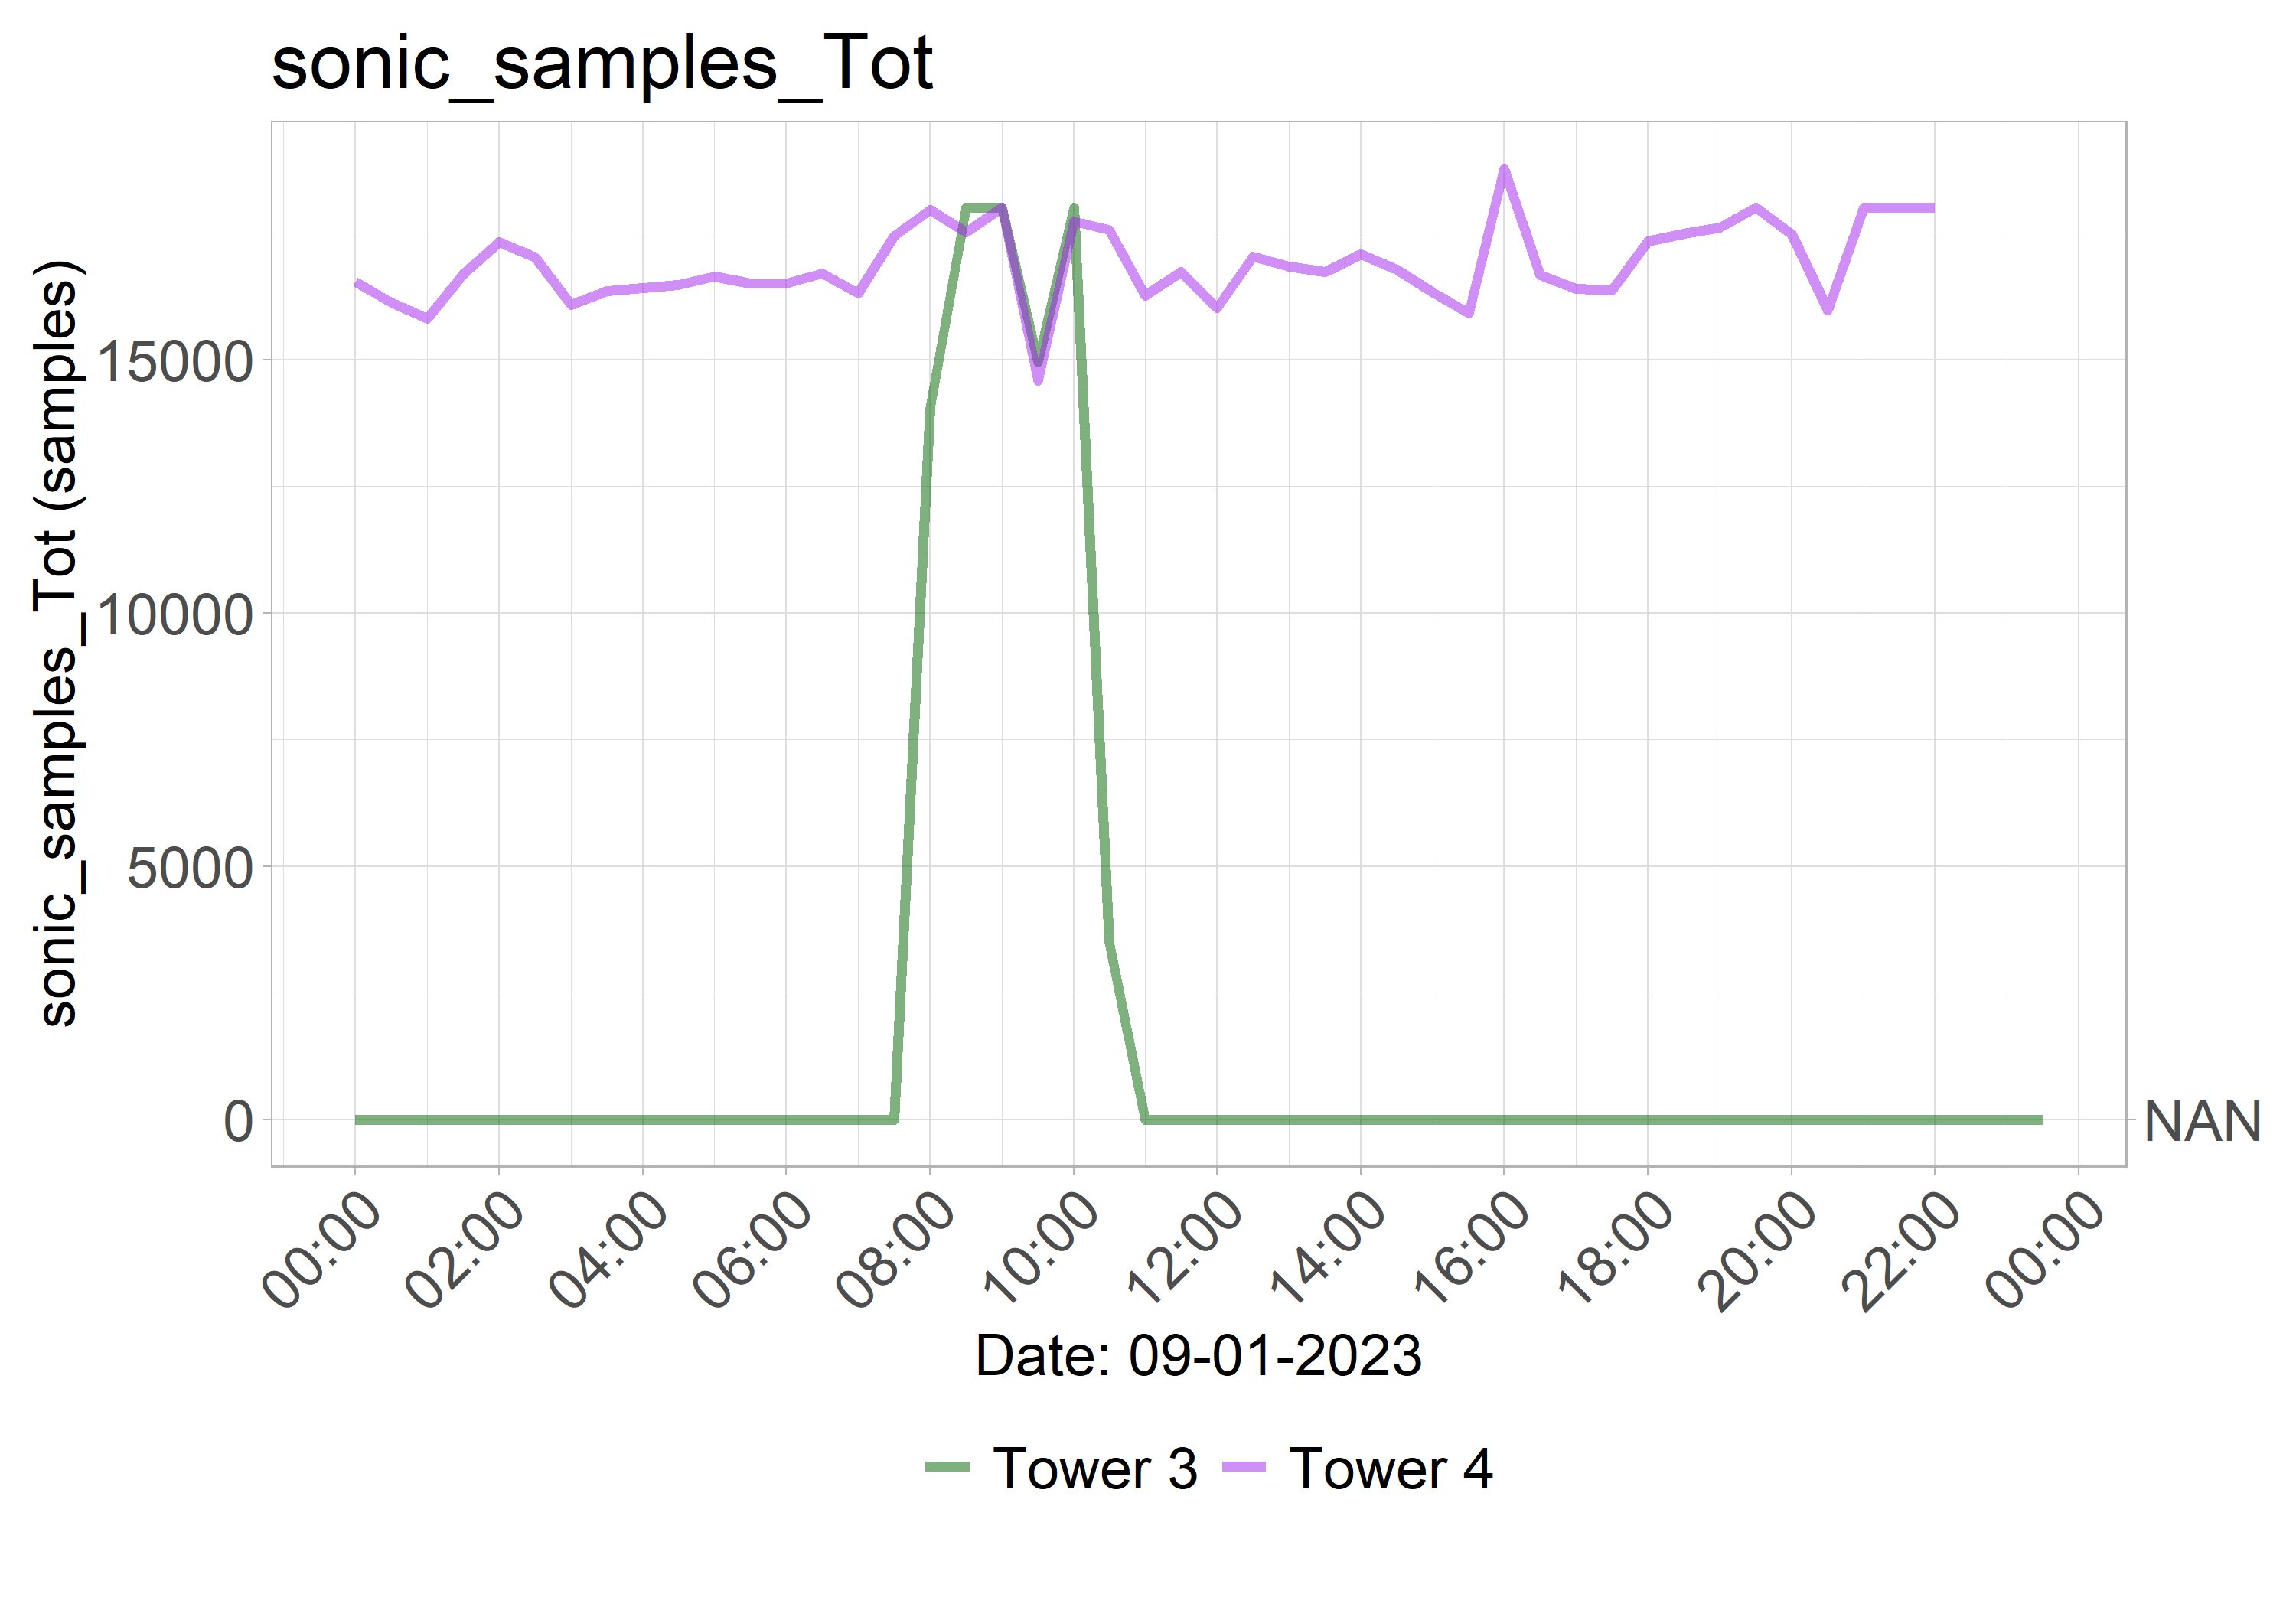 sonic_samples_Tot
sonic_samples_Tot (samples)
15000
10000
5000
0
NAN
00:00
02:00
04:00
06:00
08:00
10:00
12:00
14:00
16:00
18:00
20:00
22:00
00:00
Date: 09-01-2023
Tower 3
Tower 4